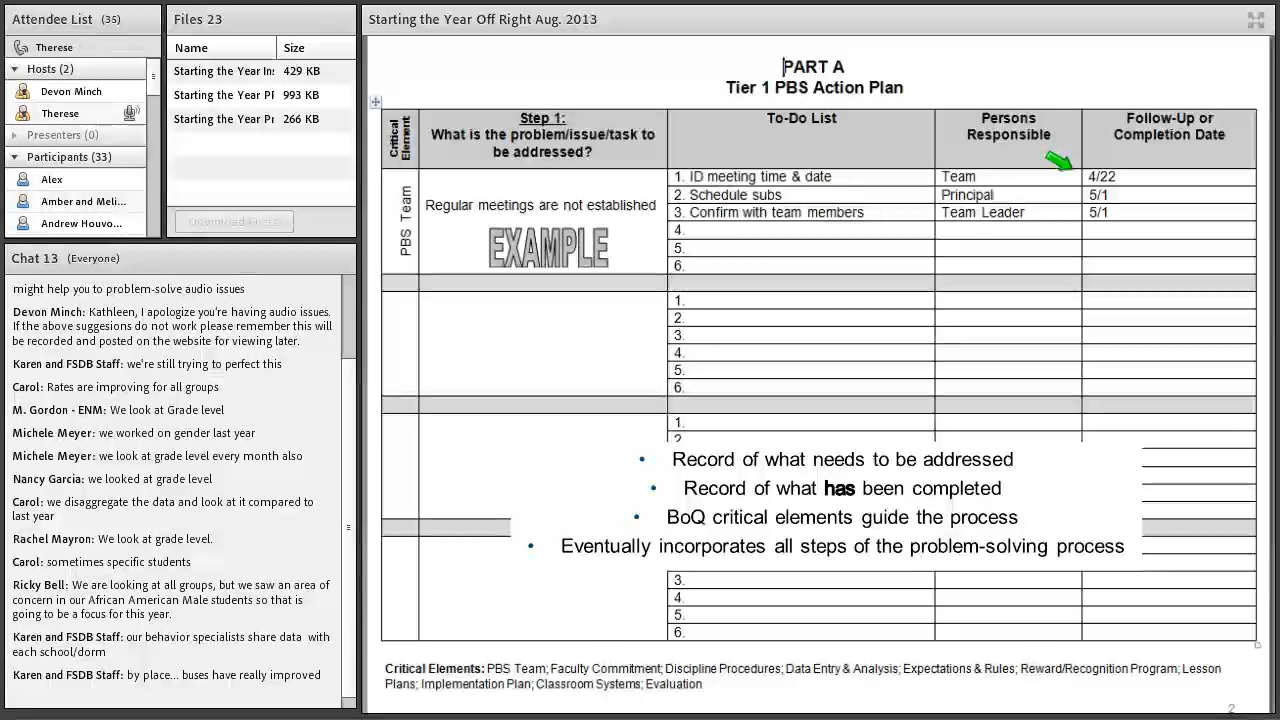 Attendee List (35)
Therese
Hosts (2)
Devon Minch
Therese
Presenters (0)
Participants (33)
Alex
Amber and Meli...
Andrew Houvo...
Files 23
Name Size
Starting the Year In: 429 KB
Starting the Year Pl 993 KB
Starting the Year Pr 266 KB
Download File(s)
Chat 13 (Everyone)
might help you to problem-solve audio issues
Devon Minch: Kathleen, I apologize you're having audio issues.
If the above suggesions do not work please remember this will
be recorded and posted on the website for viewing later.
Karen and FSDB Staff: we're still trying to perfect this
Carol: Rates are improving for all groups
M. Gordon - ENM: We look at Grade level
Michele Meyer: we worked on gender last year
Michele Meyer: we look at grade level every month also
Nancy Garcia: we looked at grade level
Carol: we disaggregate the data and look at it compared to
last year
Rachel Mayron: We look at grade level.
Carol: sometimes specific students
Ricky Bell: We are looking at all groups, but we saw an area of
concern in our African American Male students so that is
going to be a focus for this year.
Karen and FSDB Staff: our behavior specialists share data with
each school/dorm
Karen and FSDB Staff: by place... buses have really improved
Starting the Year Off Right Aug. 2013
PART A
Tier 1 PBS Action Plan
Critical
Element
Step 1:
What is the problem/issue/task to
be addressed?
To-Do List
Persons
Responsible
Follow-Up or
Completion Date
PBS Team
Regular meetings are not established
EXAMPLE
1. ID meeting time & date Team 4/22
2. Schedule subs Principal 5/1
3. Confirm with team members Team Leader 5/1
4.
5.
6.
1.
2.
3.
4.
5.
6.
1.
2.
• Record of what needs to be addressed
• Record of what has been completed
• BoQ critical elements guide the process
• Eventually incorporates all steps of the problem-solving process
3.
4.
5.
6.
Critical Elements: PBS Team; Faculty Commitment; Discipline Procedures; Data Entry & Analysis; Expectations & Rules; Reward/Recognition Program; Lesson
Plans; Implementation Plan; Classroom Systems; Evaluation
2